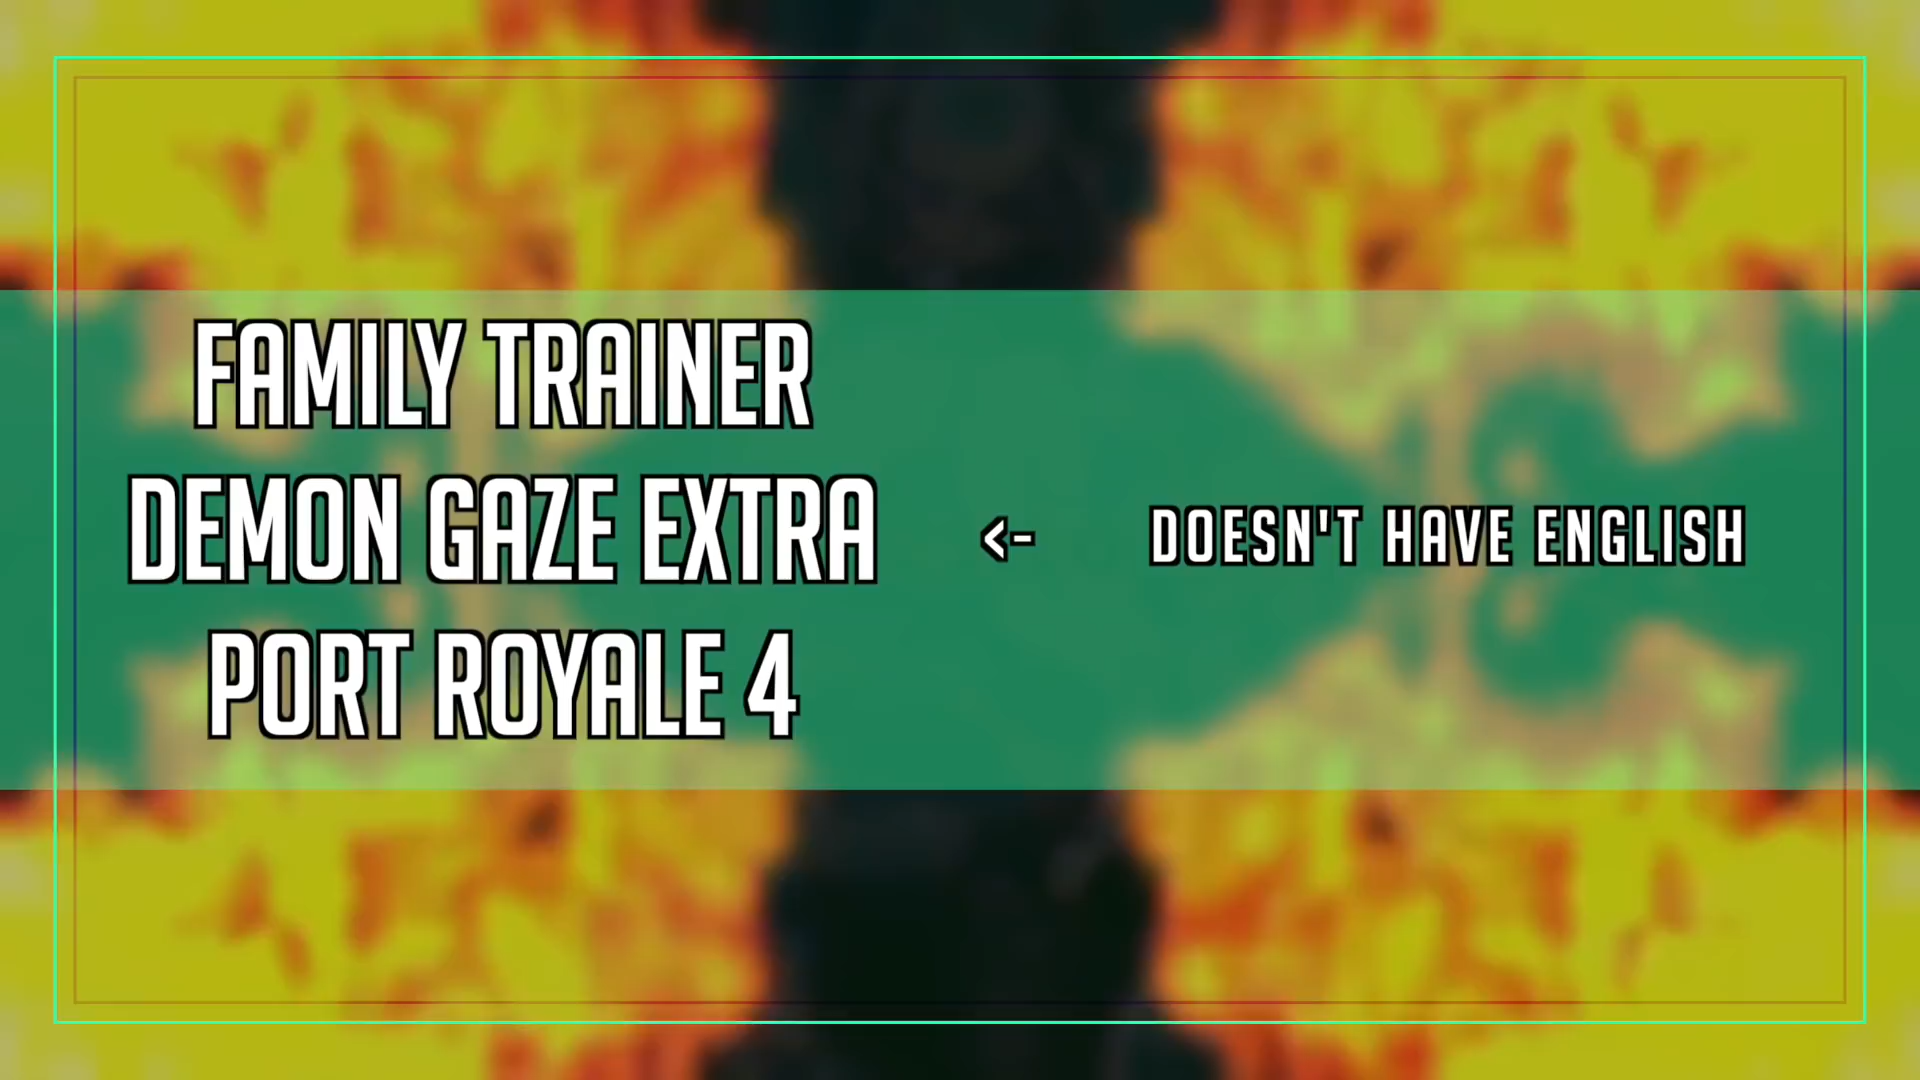 FAMILY TRAINER
DEMON GAZE EXTRA <- DOESN'T HAVE ENGLISH
PORT ROYALE 4